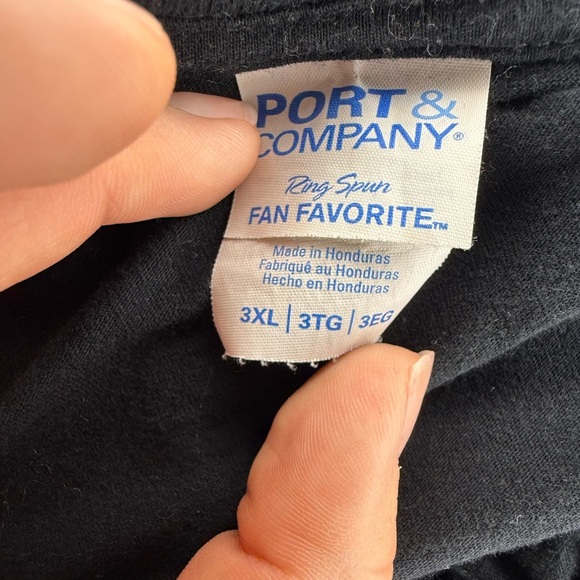 PORT &
COMPANY®
Ring Spun
FAN FAVORITE™
Made in Honduras
Fabriqué au Honduras
Hecho en Honduras
3XL | 3TG | 3EG